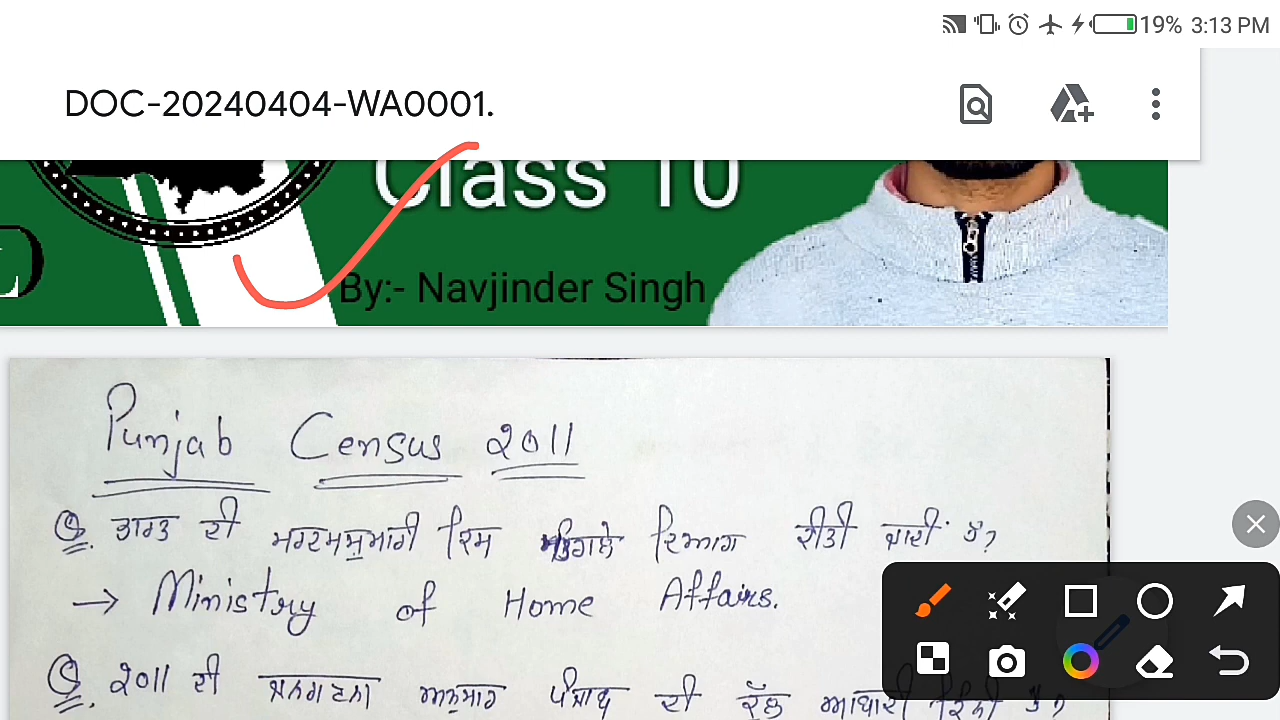 19% 3:13 PM
DOC-20240404-WA0001.
Class 10
By:- Navjinder Singh
Punjab Census 2011
Q. ਭਾਰਤ ਦੀ ਮਰਦਮਸ਼ੁਮਾਰੀ ਕਿਸ ਵਿਭਾਗ ਕੀਤੀ ਜਾਂਦੀ ਹੈ?
→ Ministry of Home Affairs.
Q. 2011 ਦੀ ਜਨਗਣਨਾ ਅਨੁਸਾਰ ਪੰਜਾਬ ਦੀ ਕੁੱਲ ਆਬਾਦੀ ਕਿੰਨੀ ਹੈ?